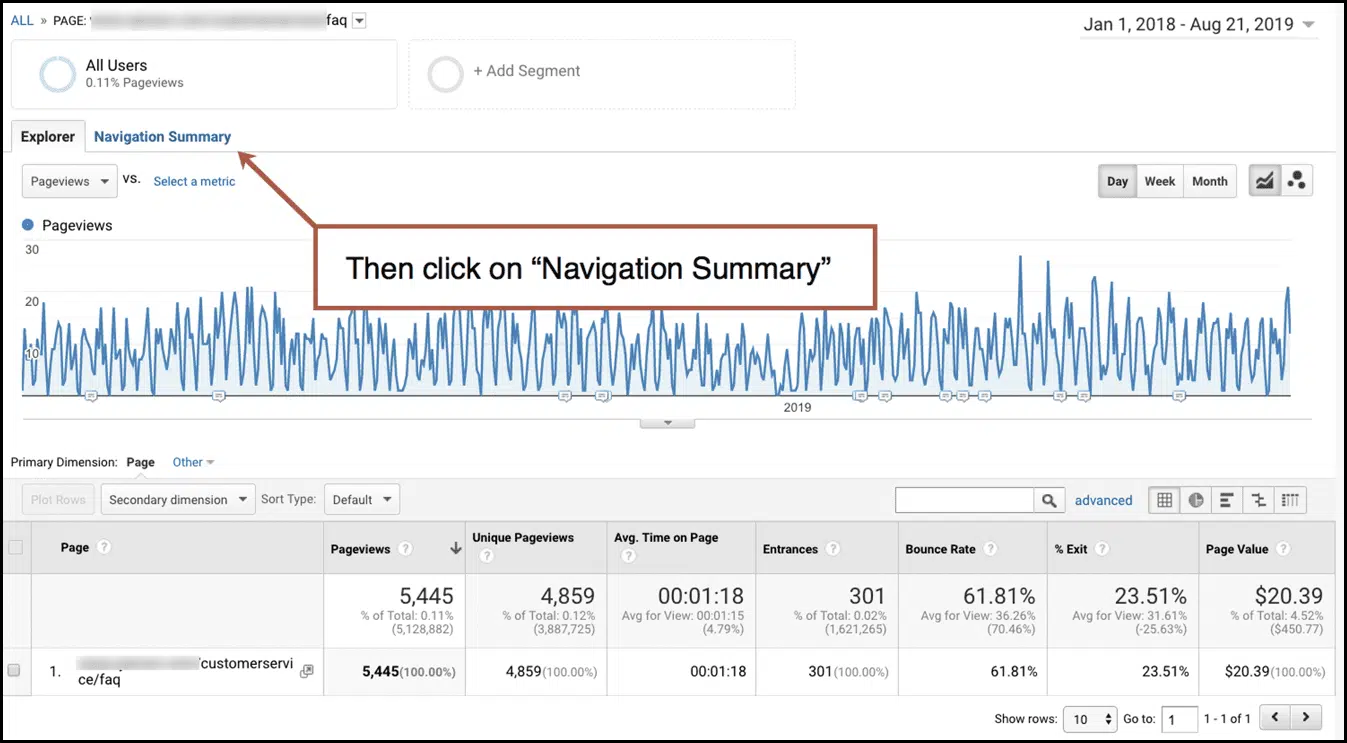 ALL » PAGE: faq
Jan 1, 2018 - Aug 21, 2019
All Users
0.11% Pageviews
+ Add Segment
Explorer
Navigation Summary
Pageviews
VS.
Select a metric
Day
Week
Month
Pageviews
30
20
10
Then click on “Navigation Summary”
2019
Primary Dimension:
Page
Other
Plot Rows
Secondary dimension
Sort Type:
Default
advanced
Page
Pageviews
Unique Pageviews
Avg. Time on Page
Entrances
Bounce Rate
% Exit
Page Value
5,445
% of Total: 0.11%
(5,128,882)
4,859
% of Total: 0.12%
(3,887,725)
00:01:18
Avg for View: 00:01:15
(4.79%)
301
% of Total: 0.02%
(1,621,265)
61.81%
Avg for View: 36.26%
(70.46%)
23.51%
Avg for View: 31.61%
(-25.63%)
$20.39
% of Total: 4.52%
($450.77)
1.
/customerservi
ce/faq
5,445(100.00%)
4,859(100.00%)
00:01:18
301(100.00%)
61.81%
23.51%
$20.39(100.00%)
Show rows:
10
Go to:
1
1 - 1 of 1